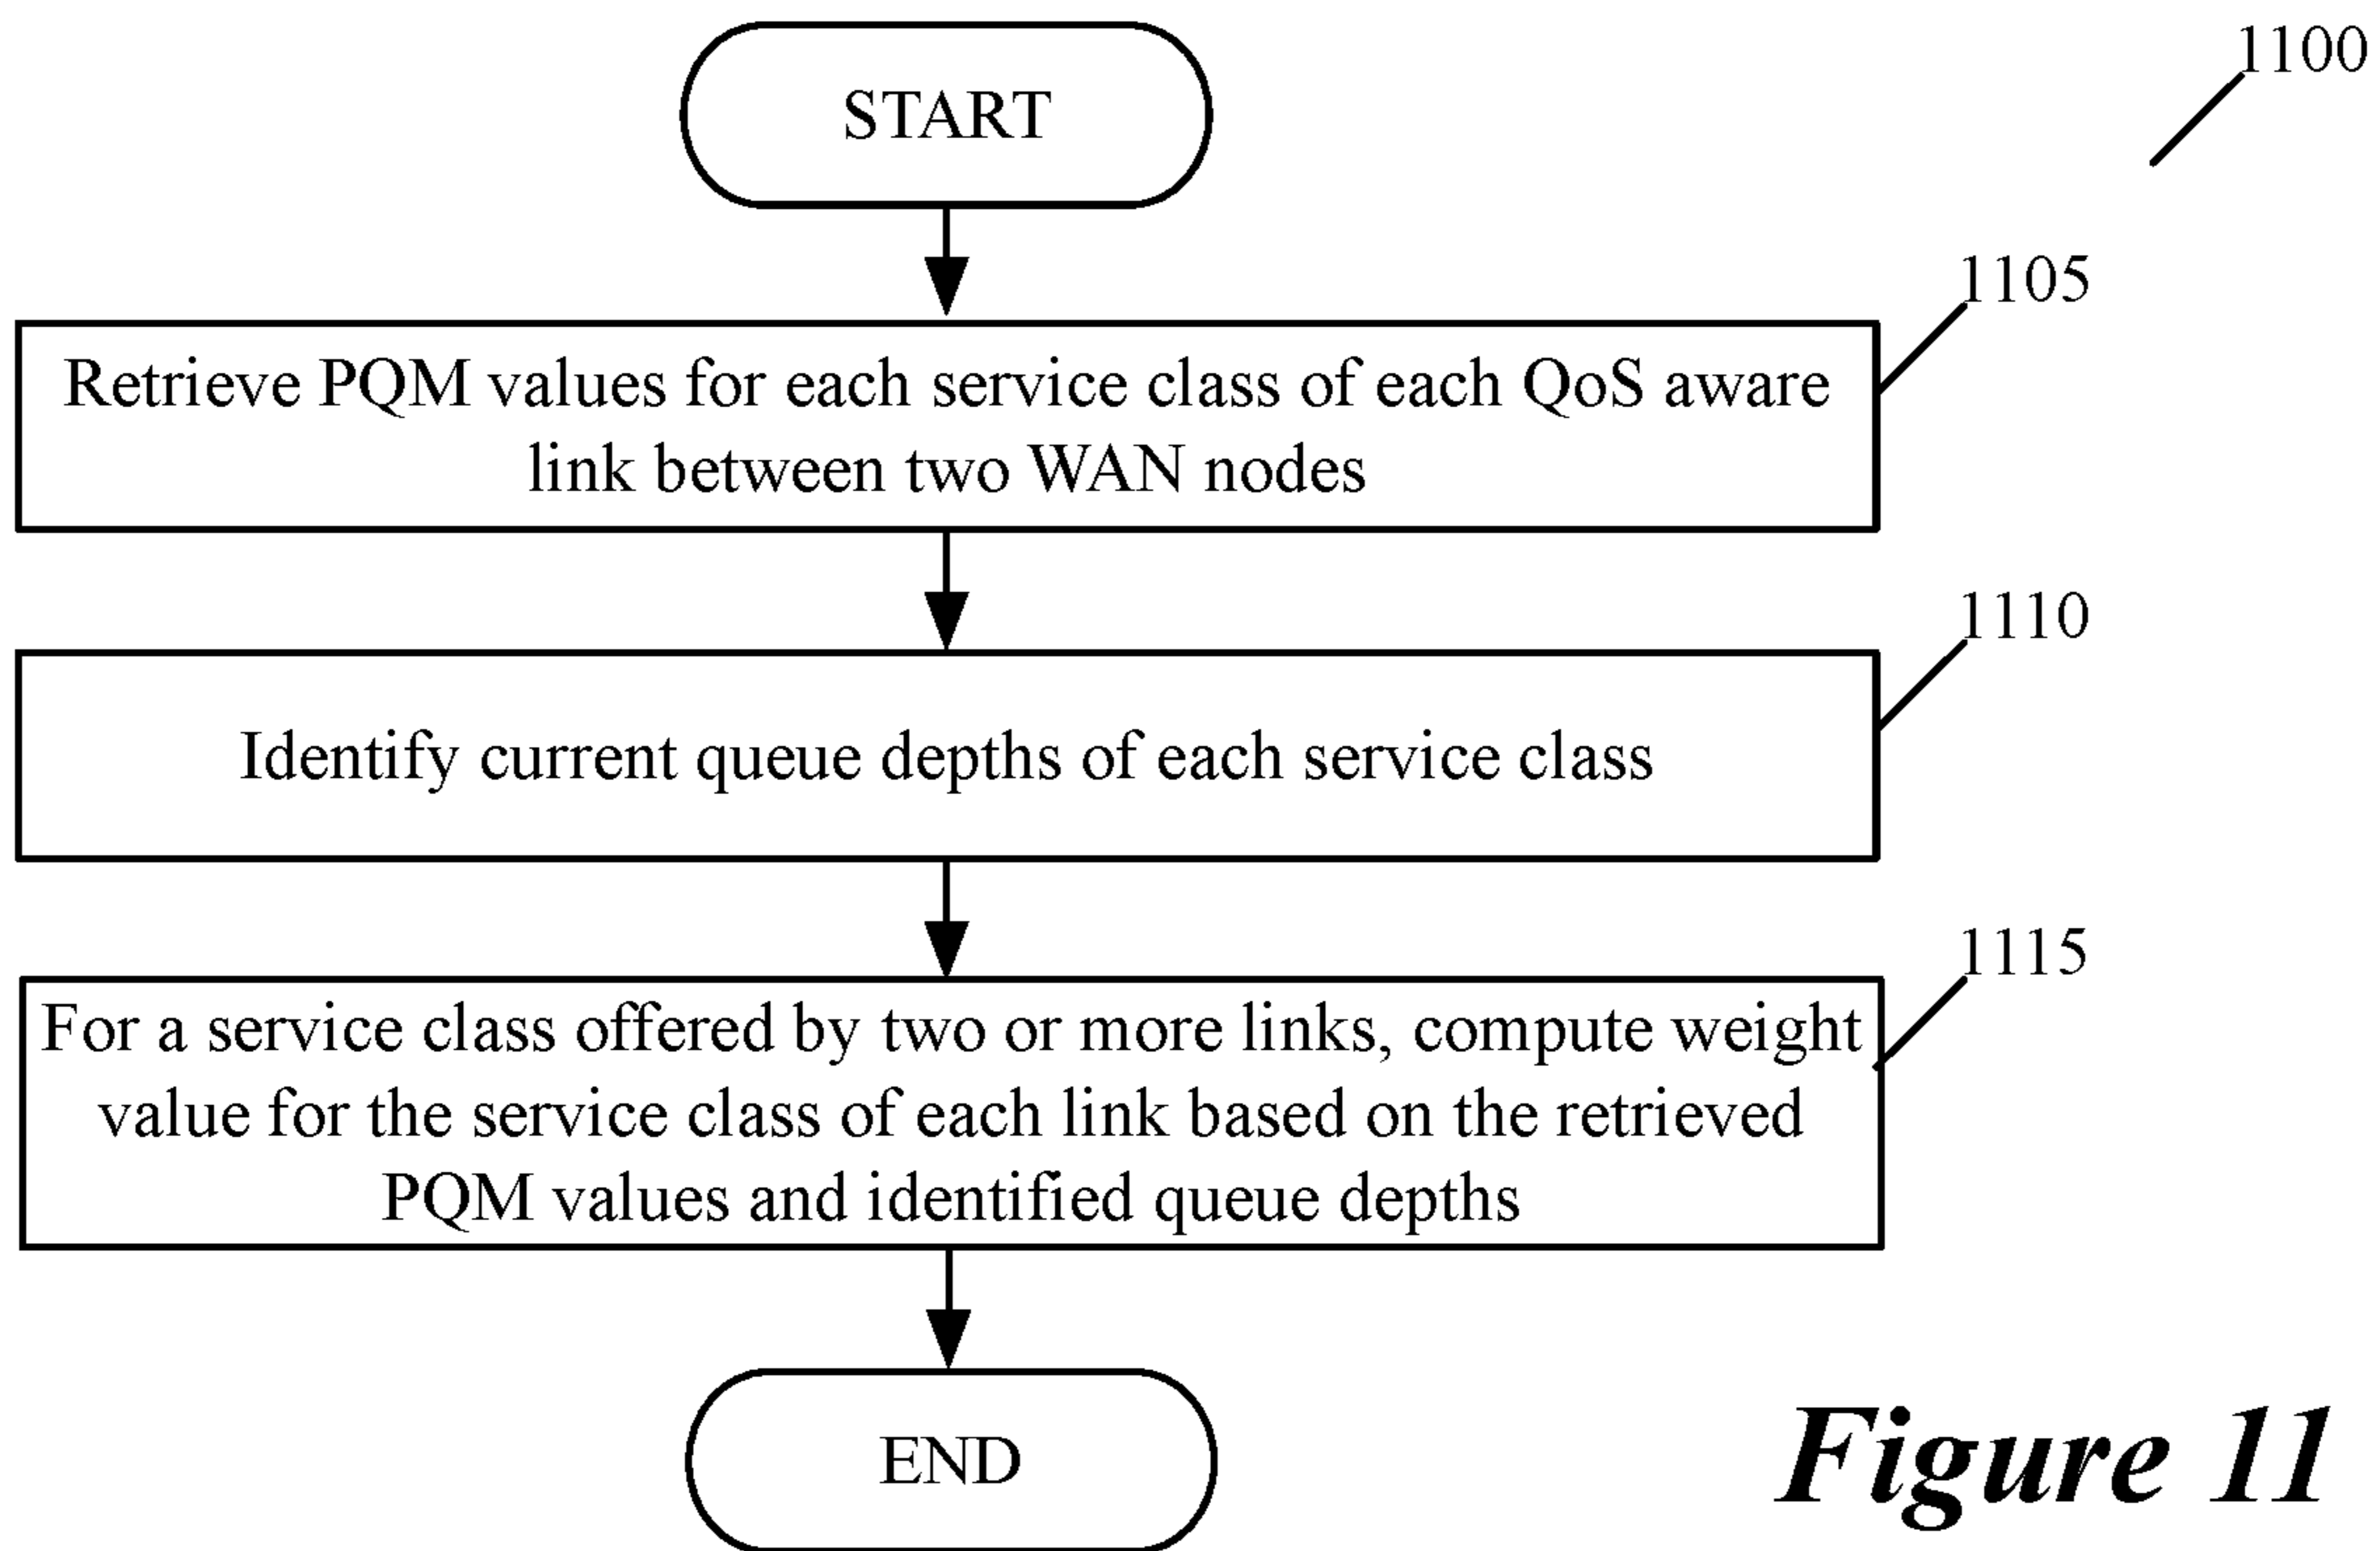 START
1100
1105
Retrieve PQM values for each service class of each QoS aware
link between two WAN nodes
1110
Identify current queue depths of each service class
1115
For a service class offered by two or more links, compute weight
value for the service class of each link based on the retrieved
PQM values and identified queue depths
END
Figure 11